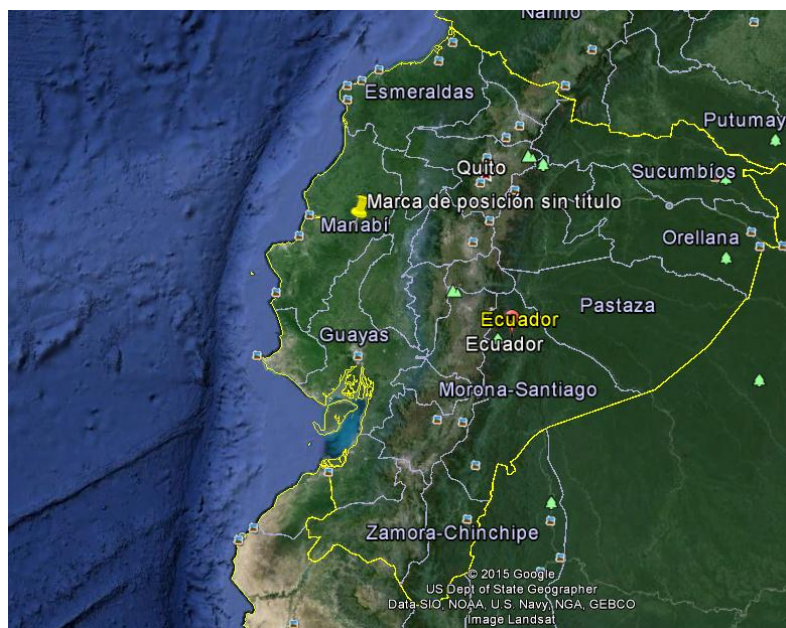 Nariño
Esmeraldas
Putumay
Quito
Sucumbios
Marca de posición sin título
Manabí
Orellana
Pastaza
Ecuador
Guayas
Ecuador
Morona-Santiago
Zamora-Chinchipe
© 2015 Google
US Dept of State Geographer
Data SIO, NOAA, U.S. Navy, NGA, GEBCO
Image Landsat